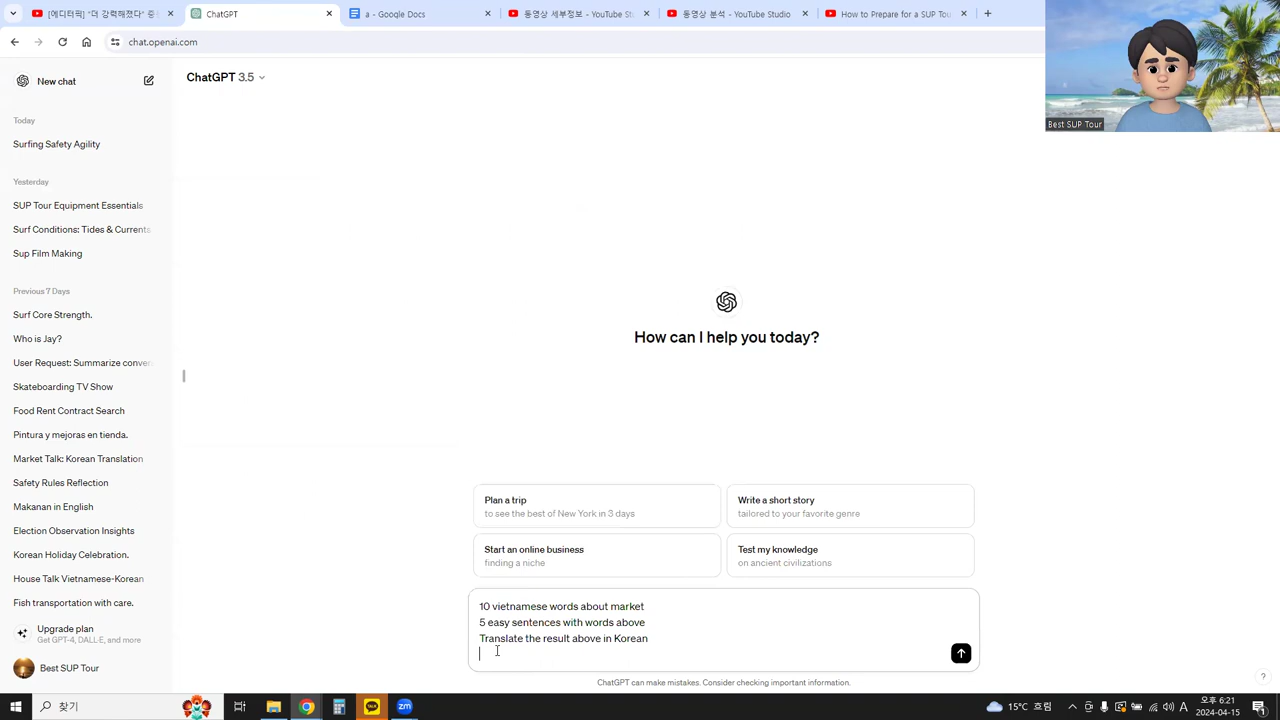 [에디터픽] "더 강력해졌다" 중동
ChatGPT
a - Google Docs
동영상 세부정보 - YouTube St
동영상 분석 - YouTube Studio
How to Prepare for a SUP Tou
chat.openai.com
Best SUP Tour
New chat
ChatGPT 3.5
Today
Surfing Safety Agility
Yesterday
SUP Tour Equipment Essentials
Surf Conditions: Tides & Currents
Sup Film Making
Previous 7 Days
Surf Core Strength.
Who is Jay?
User Request: Summarize conver
Skateboarding TV Show
Food Rent Contract Search
Pintura y mejoras en tienda.
Market Talk: Korean Translation
Safety Rules Reflection
Makanan in English
Election Observation Insights
Korean Holiday Celebration.
House Talk Vietnamese-Korean
Fish transportation with care.
Upgrade plan
Get GPT-4, DALL·E, and more
Best SUP Tour
How can I help you today?
Plan a trip
to see the best of New York in 3 days
Write a short story
tailored to your favorite genre
Start an online business
finding a niche
Test my knowledge
on ancient civilizations
10 vietnamese words about market
5 easy sentences with words above
Translate the result above in Korean
ChatGPT can make mistakes. Consider checking important information.
?
찾기
TALK
zm
15°C 흐림
A
오후 6:21
2024-04-15
1